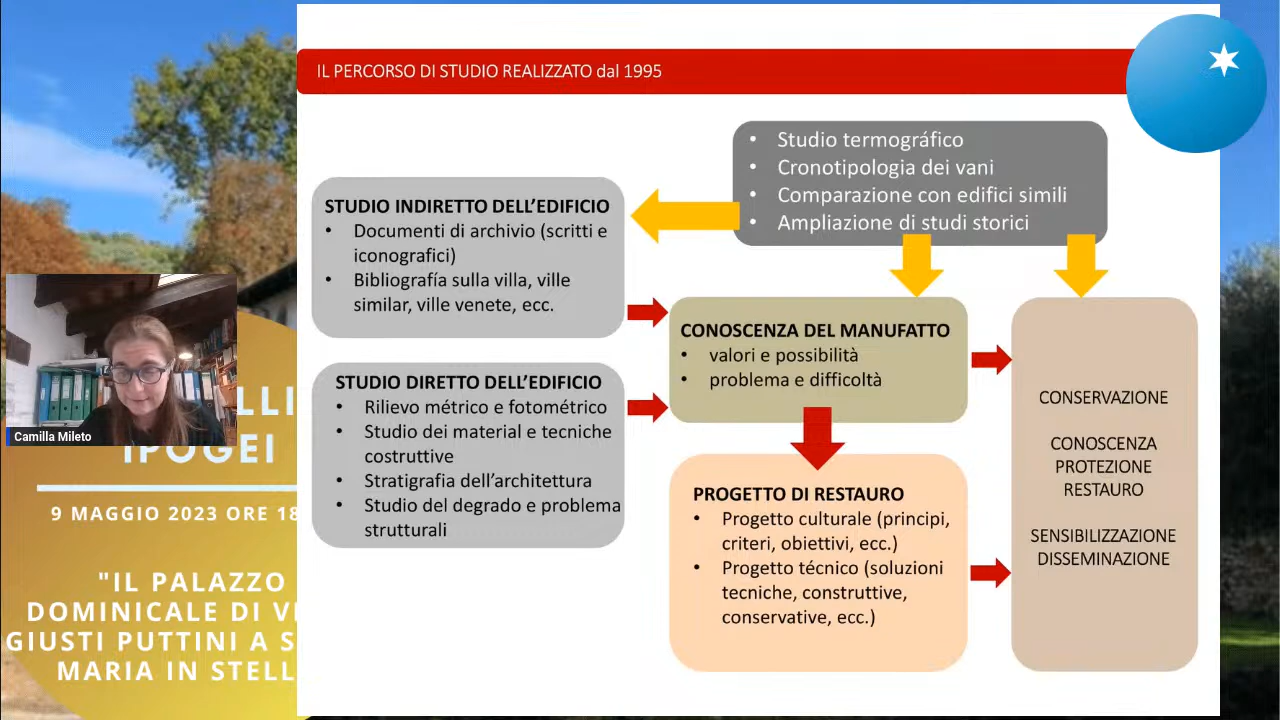 IL PERCORSO DI STUDIO REALIZZATO dal 1995
• Studio termográfico
• Cronotipologia dei vani
• Comparazione con edifici simili
• Ampliazione di studi storici
STUDIO INDIRETTO DELL'EDIFICIO
• Documenti di archivio (scritti e
iconografici)
• Bibliografía sulla villa, ville
similar, ville venete, ecc.
STUDIO DIRETTO DELL'EDIFICIO
• Rilievo métrico e fotométrico
• Studio dei material e tecniche
costruttive
• Stratigrafia dell'architettura
• Studio del degrado e problema
strutturali
CONOSCENZA DEL MANUFATTO
• valori e possibilità
• problema e difficoltà
PROGETTO DI RESTAURO
• Progetto culturale (principi,
criteri, obiettivi, ecc.)
• Progetto técnico (soluzioni
tecniche, construttive,
conservative, ecc.)
CONSERVAZIONE
CONOSCENZA
PROTEZIONE
RESTAURO
SENSIBILIZZAZIONE
DISSEMINAZIONE
Camilla Mileto
LLI
IPOGEI
9 MAGGIO 2023 ORE 18
"IL PALAZZO
DOMINICALE DI
GIUSTI PUTTINI A S
MARIA IN STELL